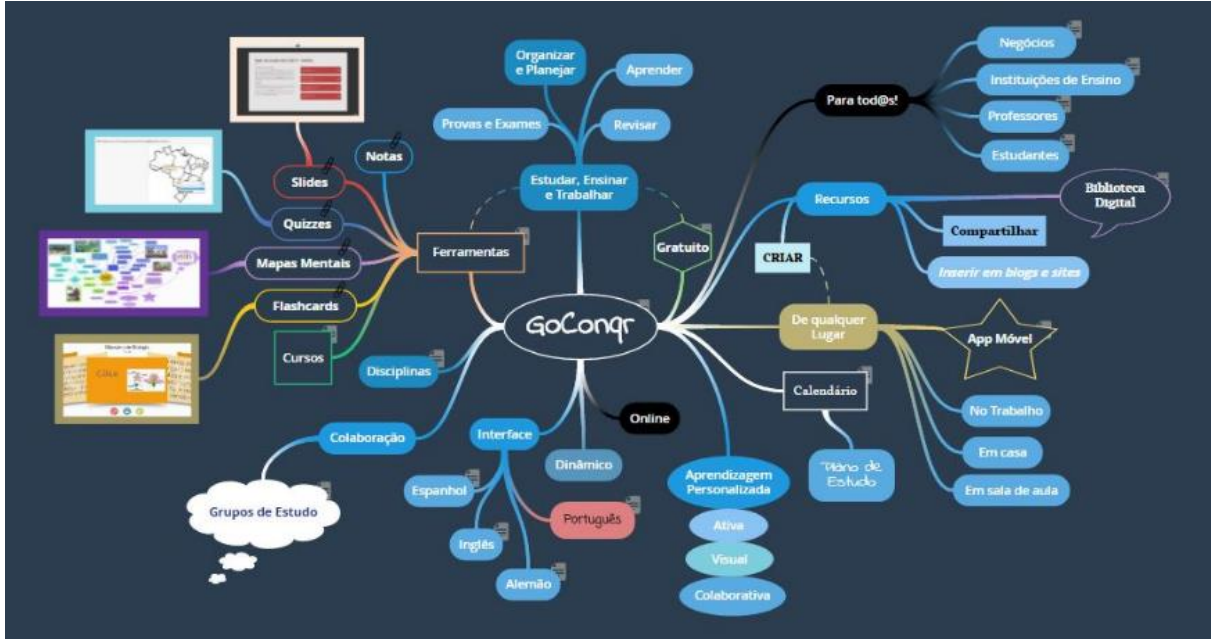 Organizar
e Planejar
Aprender
Provas e Exames
Revisar
Estudar, Ensinar
e Trabalhar
Notas
Slides
Quizzes
Mapas Mentais
Flashcards
Cursos
Ferramentas
Gratuito
GoConqr
Para tod@s!
Negócios
Instituições de Ensino
Professores
Estudantes
Recursos
Biblioteca
Digital
Compartilhar
Inserir em blogs e sites
CRIAR
De qualquer
Lugar
App Móvel
No Trabalho
Em casa
Em sala de aula
Calendário
Plano de
Estudo
Disciplinas
Colaboração
Grupos de Estudo
Interface
Espanhol
Inglês
Alemão
Português
Dinâmico
Online
Aprendizagem
Personalizada
Ativa
Visual
Colaborativa